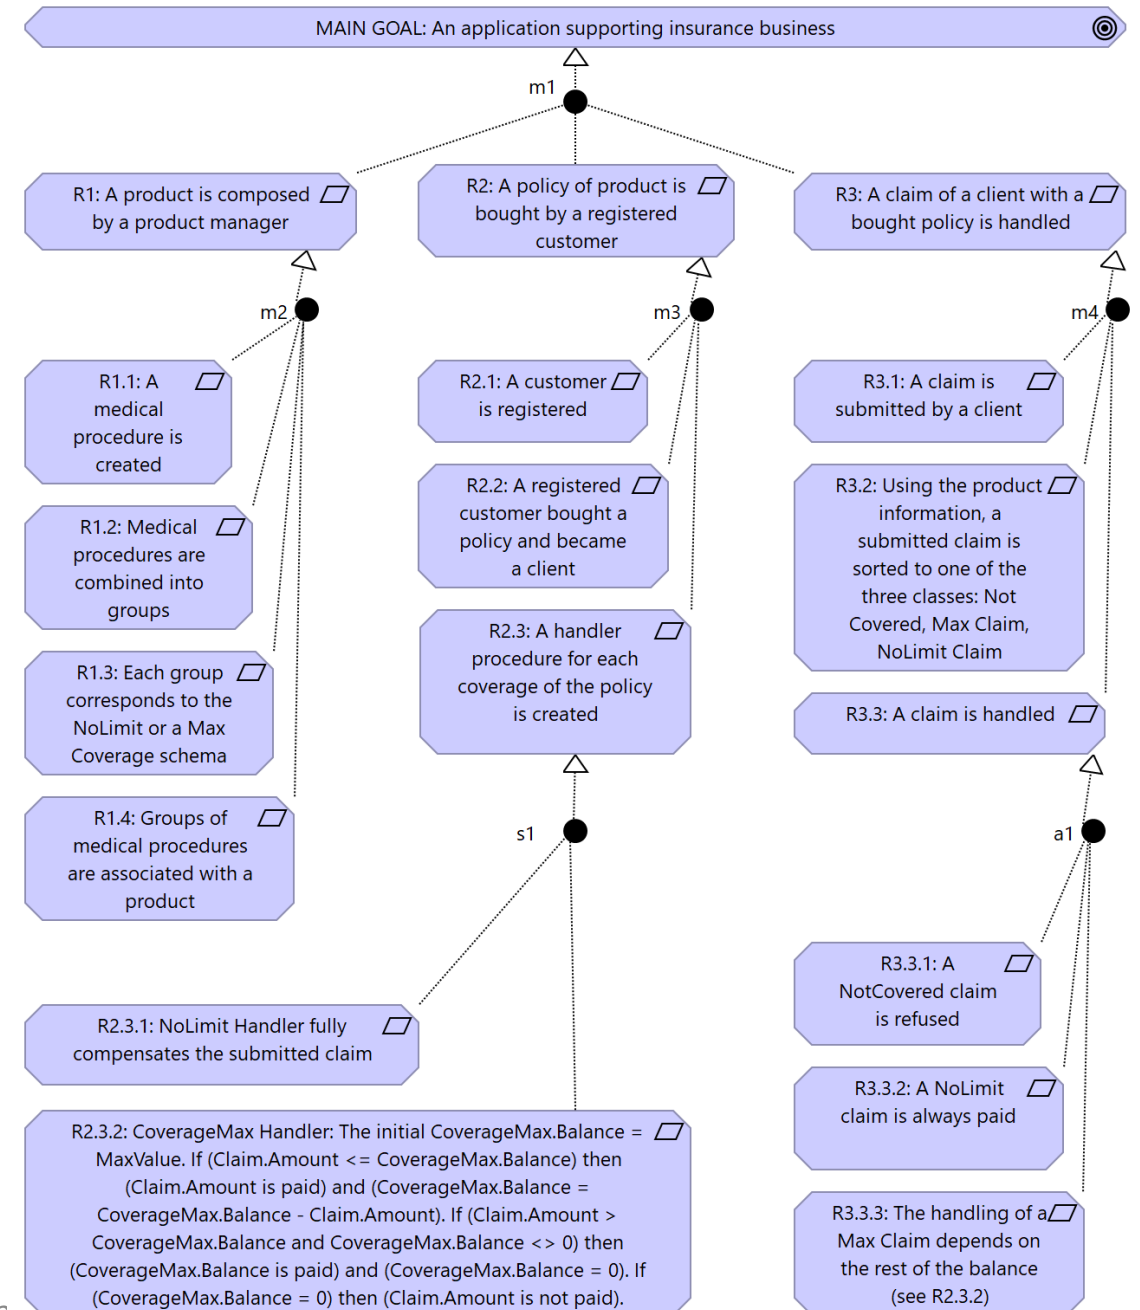 MAIN GOAL: An application supporting insurance business
m1
R1: A product is composed
by a product manager
R2: A policy of product is
bought by a registered
customer
R3: A claim of a client with a
bought policy is handled
m2
m3
m4
R1.1: A
medical
procedure is
created
R1.2: Medical
procedures are
combined into
groups
R1.3: Each group
corresponds to the
NoLimit or a Max
Coverage schema
R1.4: Groups of
medical procedures
are associated with a
product
R2.1: A customer
is registered
R2.2: A registered
customer bought a
policy and became
a client
R2.3: A handler
procedure for each
coverage of the policy
is created
R3.1: A claim is
submitted by a client
R3.2: Using the product
information, a
submitted claim is
sorted to one of the
three classes: Not
Covered, Max Claim,
NoLimit Claim
R3.3: A claim is handled
s1
a1
R2.3.1: NoLimit Handler fully
compensates the submitted claim
R2.3.2: CoverageMax Handler: The initial CoverageMax.Balance =
MaxValue. If (Claim.Amount <= CoverageMax.Balance) then
(Claim.Amount is paid) and (CoverageMax.Balance =
CoverageMax.Balance - Claim.Amount). If (Claim.Amount >
CoverageMax.Balance and CoverageMax.Balance <> 0) then
(CoverageMax.Balance is paid) and (CoverageMax.Balance = 0). If
(CoverageMax.Balance = 0) then (Claim.Amount is not paid).
R3.3.1: A
NotCovered claim
is refused
R3.3.2: A NoLimit
claim is always paid
R3.3.3: The handling of a
Max Claim depends on
the rest of the balance
(see R2.3.2)